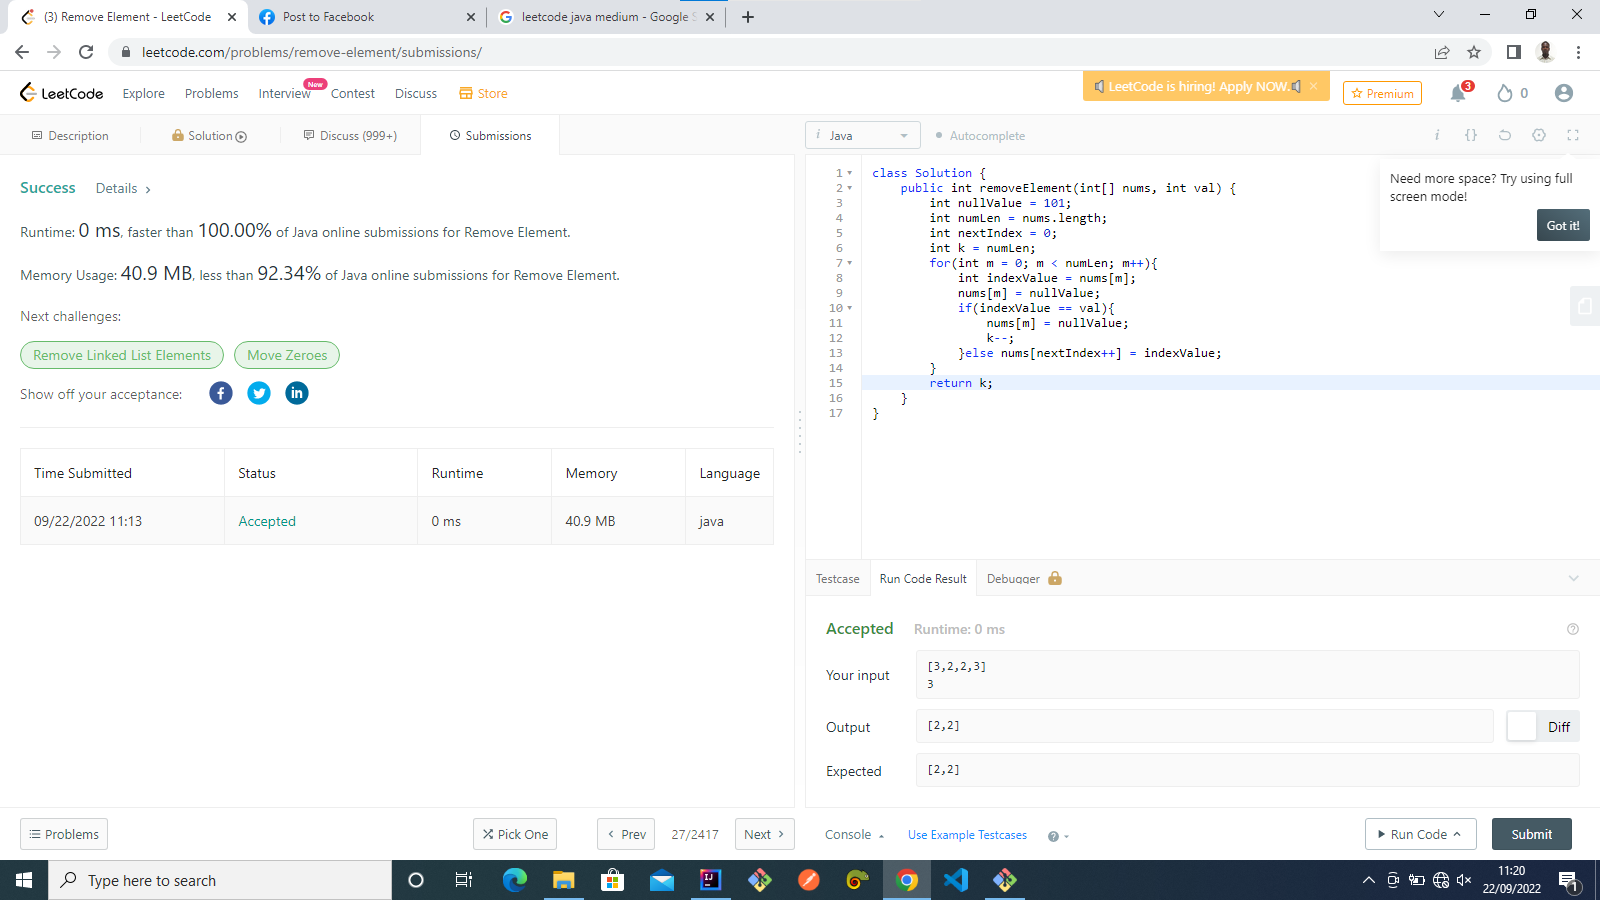 (3) Remove Element - LeetCode
Post to Facebook
leetcode java medium - Google S
leetcode.com/problems/remove-element/submissions/
LeetCode
Explore
Problems
Interview
New
Contest
Discuss
Store
LeetCode is hiring! Apply NOW.
Premium
3
0
Description
Solution
Discuss (999+)
Submissions
i Java
Autocomplete
Success Details
Runtime: 0 ms, faster than 100.00% of Java online submissions for Remove Element.
Memory Usage: 40.9 MB, less than 92.34% of Java online submissions for Remove Element.
Next challenges:
Remove Linked List Elements
Move Zeroes
Show off your acceptance:
Time Submitted Status Runtime Memory Language
09/22/2022 11:13 Accepted 0 ms 40.9 MB java
1 class Solution {
2 public int removeElement(int[] nums, int val) {
3 int nullValue = 101;
4 int numLen = nums.length;
5 int nextIndex = 0;
6 int k = numLen;
7 for(int m = 0; m < numLen; m++){
8 int indexValue = nums[m];
9 nums[m] = nullValue;
10 if(indexValue == val){
11 nums[m] = nullValue;
12 k--;
13 }else nums[nextIndex++] = indexValue;
14 }
15 return k;
16 }
17 }
Need more space? Try using full
screen mode!
Got it!
Testcase
Run Code Result
Debugger
Accepted Runtime: 0 ms
Your input
[3,2,2,3]
3
Output
[2,2]
Diff
Expected
[2,2]
Problems
Pick One
Prev
27/2417
Next
Console
Use Example Testcases
Run Code
Submit
Type here to search
11:20
22/09/2022
1